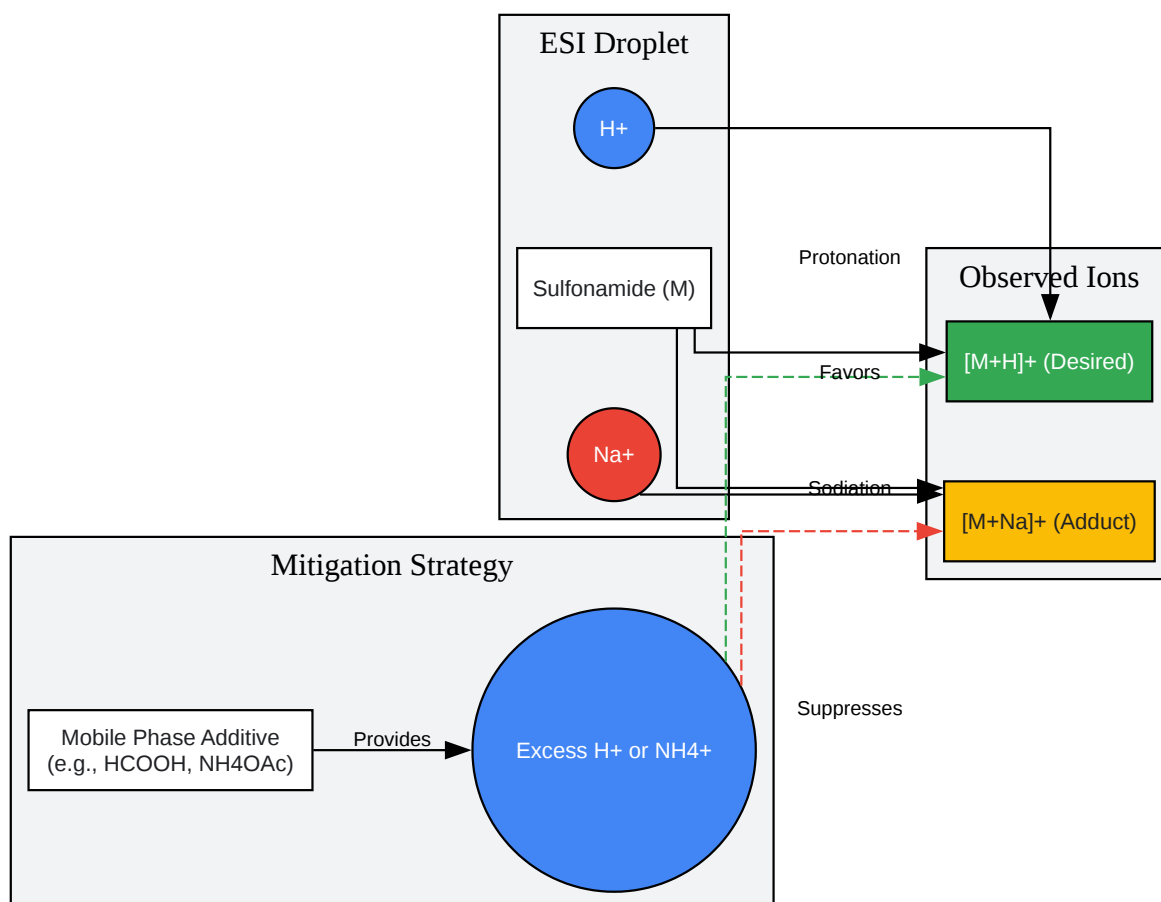 ESI Droplet
H+
Protonation
Sulfonamide (M)
Observed Ions
[M+H]+ (Desired)
Favors
Na+
Sodiation
[M+Na]+ (Adduct)
Mitigation Strategy
Suppresses
Mobile Phase Additive
(e.g., HCOOH, NH4OAc)
Provides
Excess H+ or NH4+